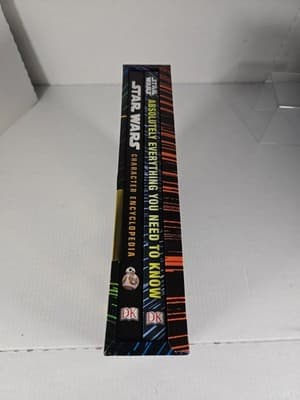 STAR WARS
CHARACTER ENCYCLOPEDIA
DK
STAR WARS
ABSOLUTELY EVERYTHING YOU NEED TO KNOW
DK